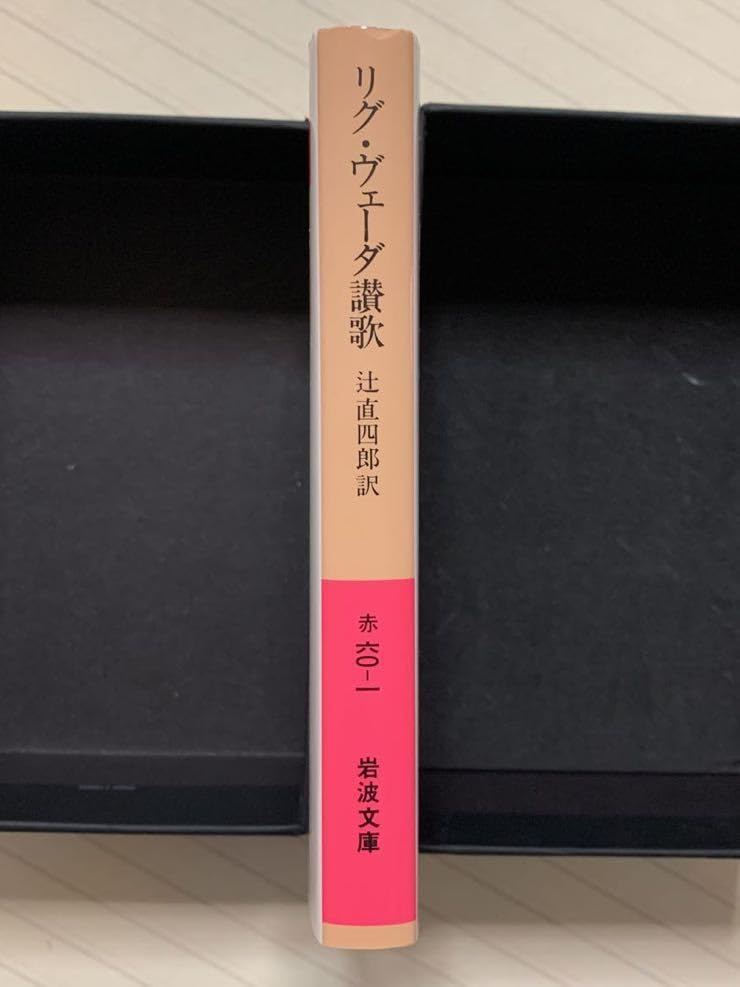 リグ・ヴェーダ讃歌
辻直四郎訳
赤六〇-一
岩波文庫